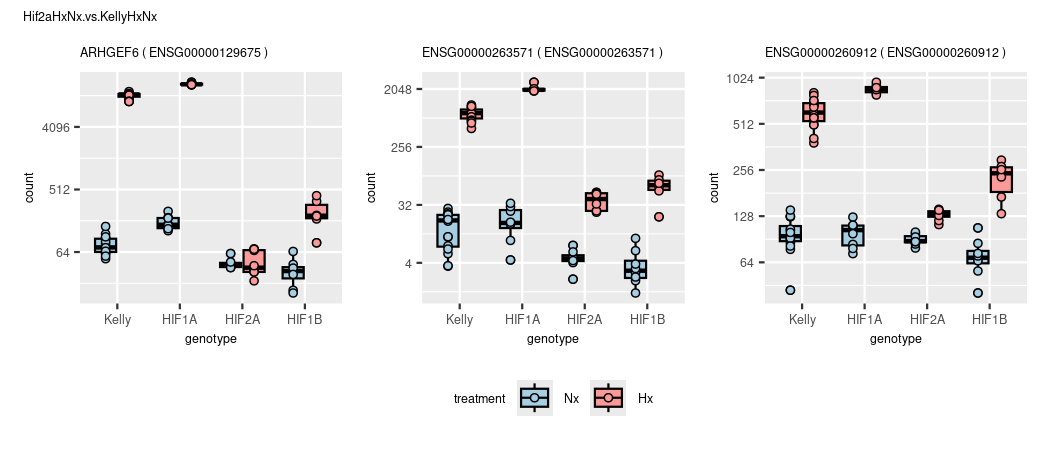 Hif2aHxNx.vs.KellyHxNx
ARHGEF6 ( ENSG00000129675 )
4096
512
64
count
Kelly HIF1A HIF2A HIF1B
genotype
ENSG00000263571 ( ENSG00000263571 )
2048
256
32
4
count
Kelly HIF1A HIF2A HIF1B
genotype
ENSG00000260912 ( ENSG00000260912 )
1024
512
256
128
64
count
Kelly HIF1A HIF2A HIF1B
genotype
treatment Nx Hx